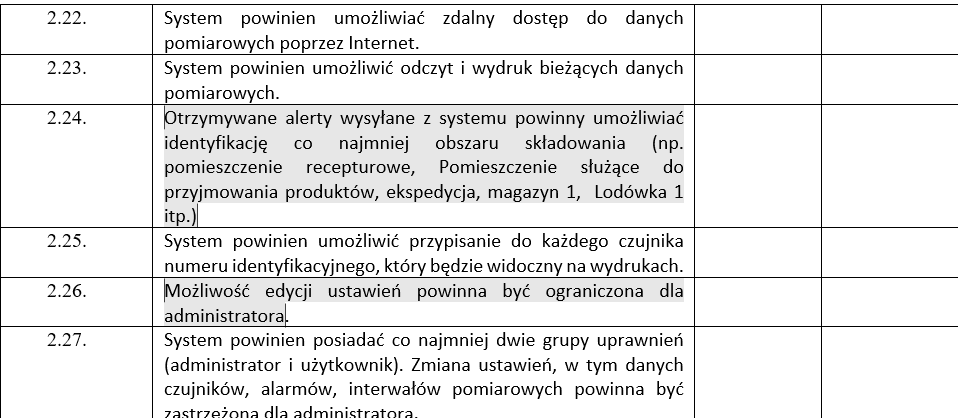 2.22. System powinien umożliwiać zdalny dostęp do danych
pomiarowych poprzez Internet.
2.23. System powinien umożliwić odczyt i wydruk bieżących danych
pomiarowych.
2.24. Otrzymywane alerty wysyłane z systemu powinny umożliwiać
identyfikację co najmniej obszaru składowania (np.
pomieszczenie recepturowe, Pomieszczenie służące do
przyjmowania produktów, ekspedycja, magazyn 1, Lodówka 1
itp.)
2.25. System powinien umożliwić przypisanie do każdego czujnika
numeru identyfikacyjnego, który będzie widoczny na wydrukach.
2.26. Możliwość edycji ustawień powinna być ograniczona dla
administratora.
2.27. System powinien posiadać co najmniej dwie grupy uprawnień
(administrator i użytkownik). Zmiana ustawień, w tym danych
czujników, alarmów, interwałów pomiarowych powinna być
zastrzeżona dla administratora.